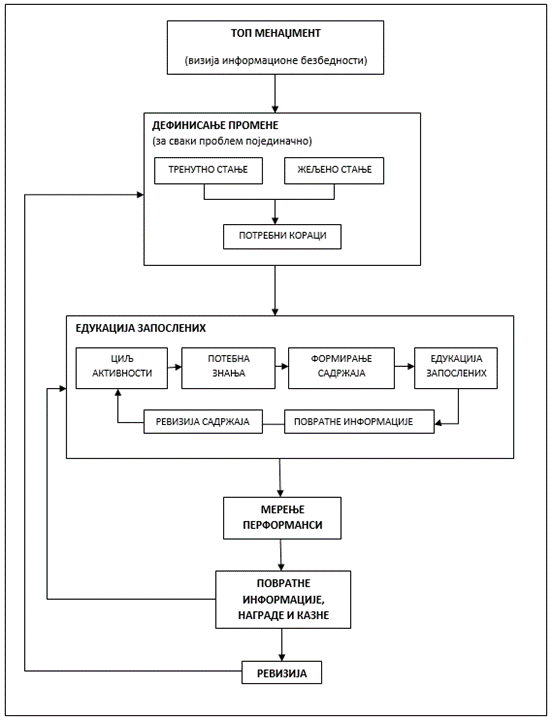 ТОП МЕНАЏМЕНТ
(визија информационе безбедности)
ДЕФИНИСАЊЕ ПРОМЕНЕ
(за сваки проблем појединачно)
ТРЕНУТНО СТАЊЕ
ЖЕЉЕНО СТАЊЕ
ПОТРЕБНИ КОРАЦИ
ЕДУКАЦИЈА ЗАПОСЛЕНИХ
ЦИЉ
АКТИВНОСТИ
ПОТЕБНА
ЗНАЊА
ФОРМИРАЊЕ
САДРЖАЈА
ЕДУКАЦИЈА
ЗАПОСЛЕНИХ
РЕВИЗИЈА САДРЖАЈА
ПОВРАТНЕ ИНФОРМАЦИЈЕ
МЕРЕЊЕ
ПЕРФОРМАНСИ
ПОВРАТНЕ
ИНФОРМАЦИЈЕ,
НАГРАДЕ И КАЗНЕ
РЕВИЗИЈА